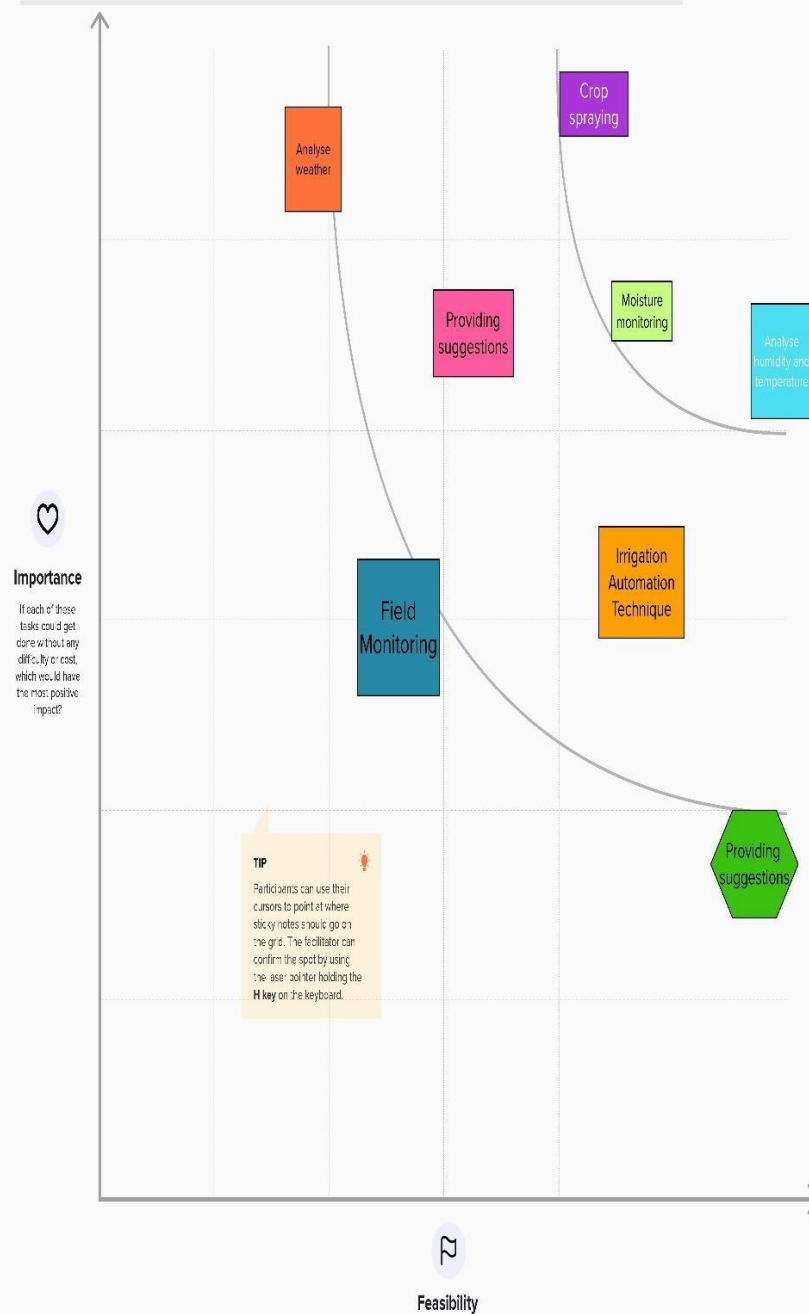 Crop
spraying
Analyse
weather
Moisture
monitoring
Providing
suggestions
Analyse
humidity and
temperature
Irrigation
Automation
Technique
Field
Monitoring
Importance
If each of these
tasks could get
done without any
difficulty or cost,
which would have
the most positive
impact?
Providing
suggestions
TIP
Participants can use their
cursors to point at where
sticky notes should go on
the grid. The facilitator can
confirm the spot by using
the laser pointer holding the
H key on the keyboard.
Feasibility